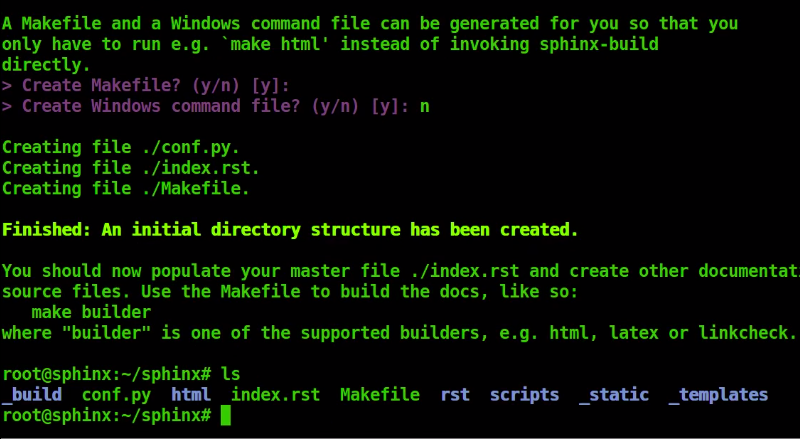 A Makefile and a Windows command file can be generated for you so that you
only have to run e.g. `make html' instead of invoking sphinx-build
directly.
> Create Makefile? (y/n) [y]:
> Create Windows command file? (y/n) [y]: n
Creating file ./conf.py.
Creating file ./index.rst.
Creating file ./Makefile.
Finished: An initial directory structure has been created.
You should now populate your master file ./index.rst and create other documentati
source files. Use the Makefile to build the docs, like so:
make builder
where "builder" is one of the supported builders, e.g. html, latex or linkcheck.
root@sphinx:~/sphinx# ls
_build conf.py html index.rst Makefile rst scripts _static _templates
root@sphinx:~/sphinx#